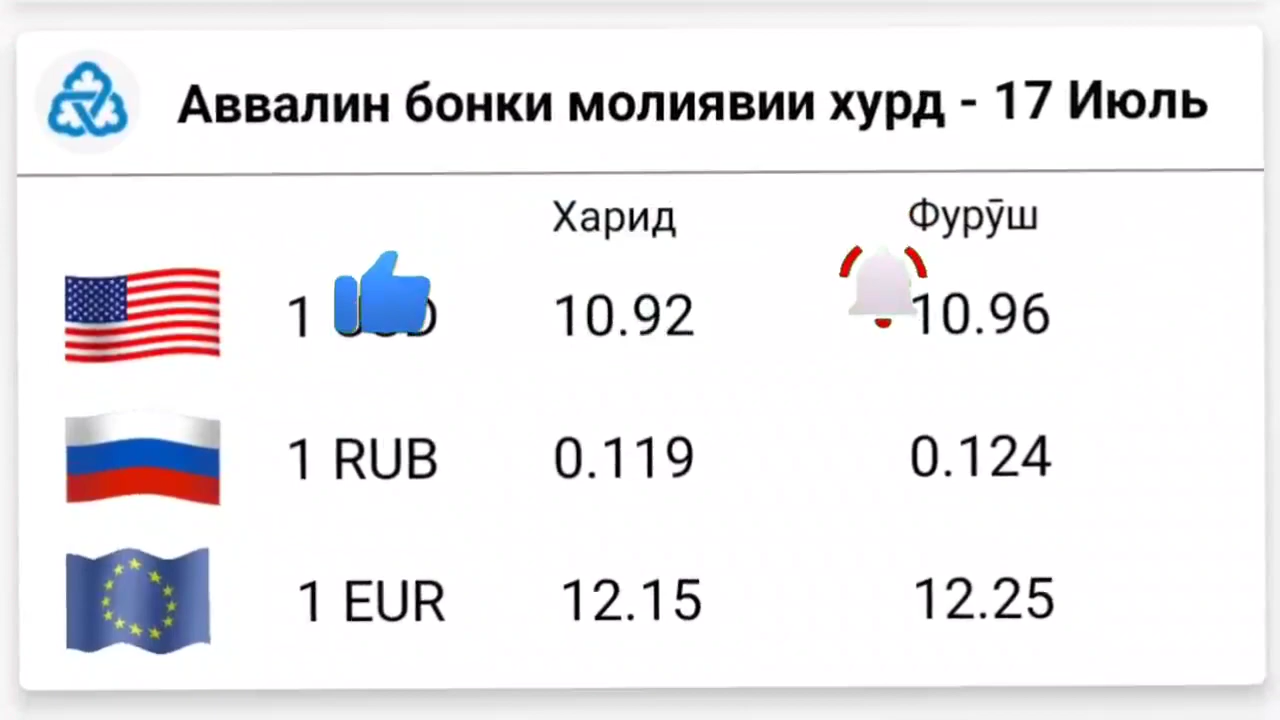 Аввалин бонки молиявии хурд - 17 Июль
Харид Фурӯш
1 10.92 10.96
1 RUB 0.119 0.124
1 EUR 12.15 12.25